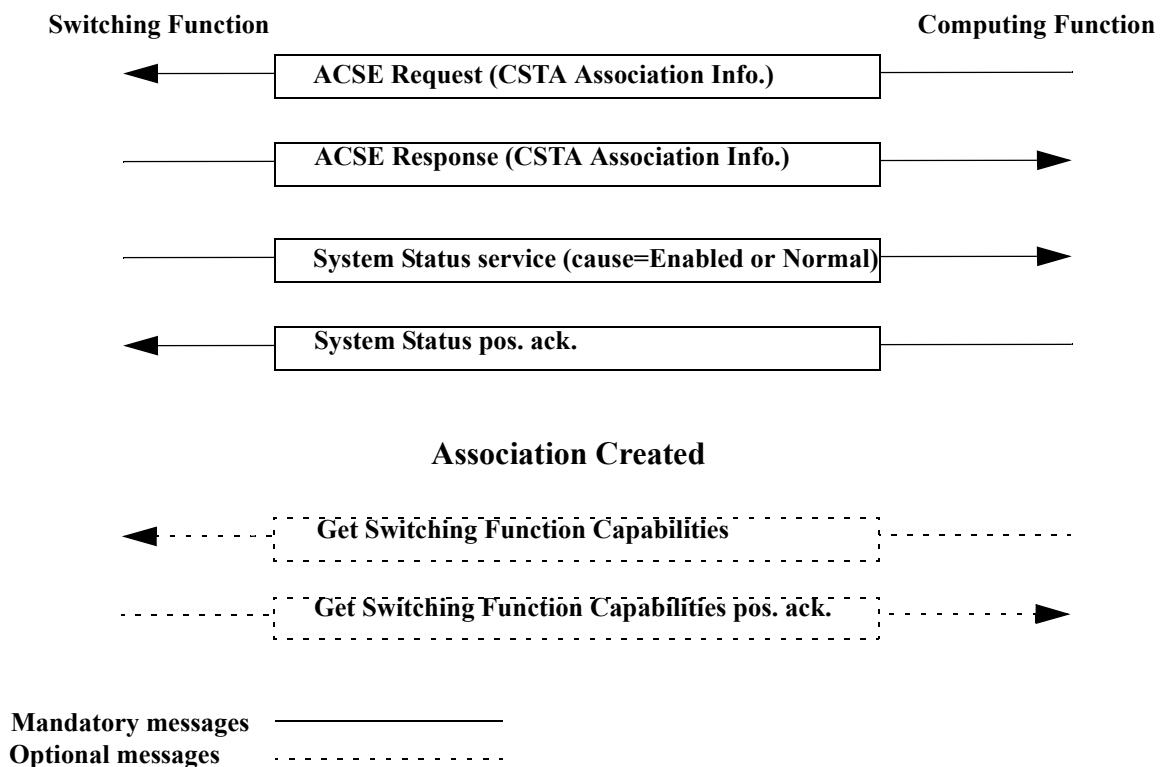 Switching Function
Computing Function
ACSE Request (CSTA Association Info.)
ACSE Response (CSTA Association Info.)
System Status service (cause=Enabled or Normal)
System Status pos. ack.
Association Created
Get Switching Function Capabilities
Get Switching Function Capabilities pos. ack.
Mandatory messages
Optional messages